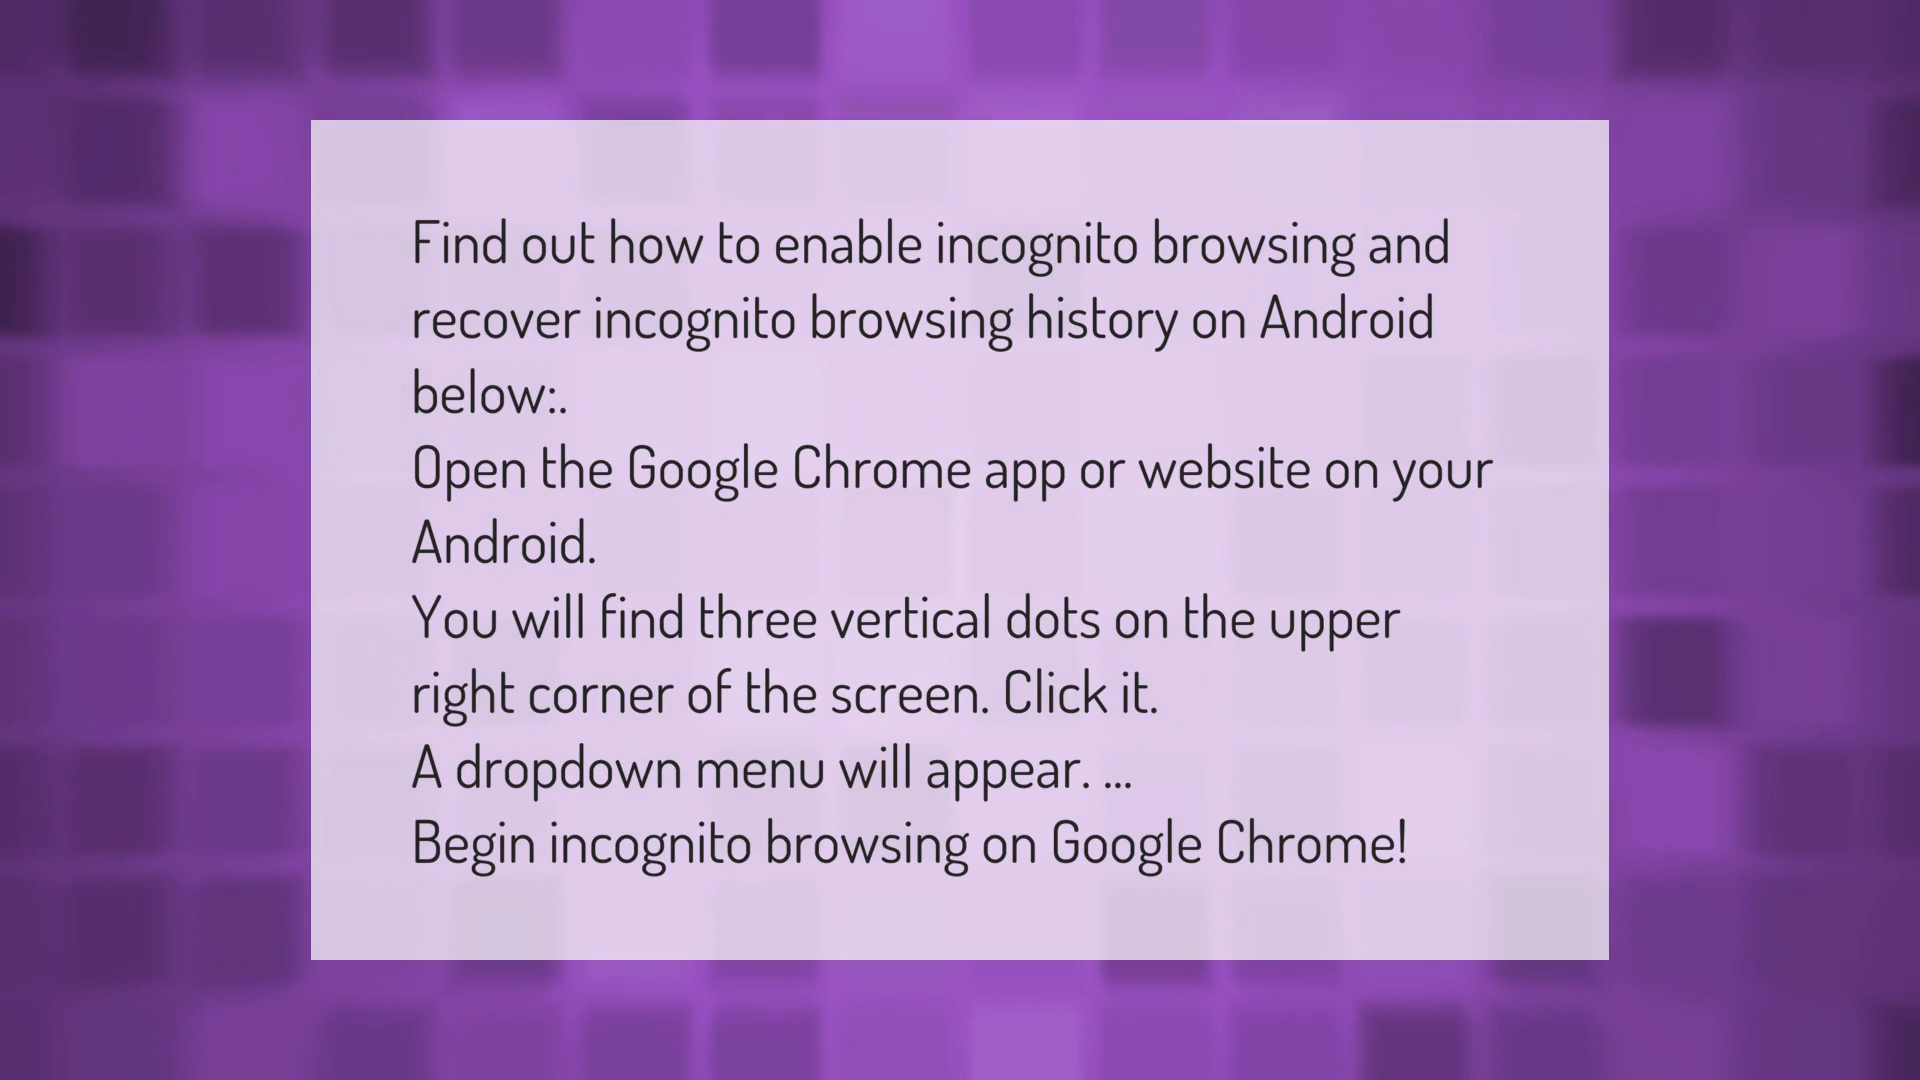 Find out how to enable incognito browsing and
recover incognito browsing history on Android
below:.
Open the Google Chrome app or website on your
Android.
You will find three vertical dots on the upper
right corner of the screen. Click it.
A dropdown menu will appear. ...
Begin incognito browsing on Google Chrome!